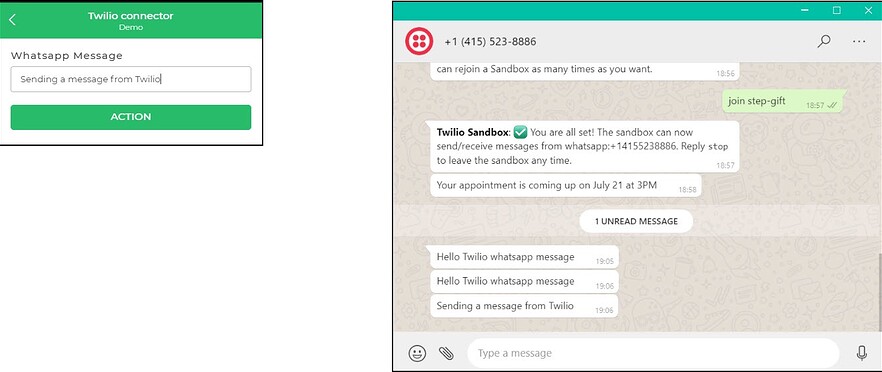 Twilio connector
Demo
Whatsapp Message
Sending a message from Twilio
ACTION
+1 (415) 523-8886
can rejoin a Sandbox as many times as you want.
18:56
join step-gift
18:57
Twilio Sandbox: ✅ You are all set! The sandbox can now
send/receive messages from whatsapp:+14155238886. Reply stop
to leave the sandbox any time.
18:57
Your appointment is coming up on July 21 at 3PM
18:58
1 UNREAD MESSAGE
Hello Twilio whatsapp message
19:05
Hello Twilio whatsapp message
19:06
Sending a message from Twilio
19:06
Type a message